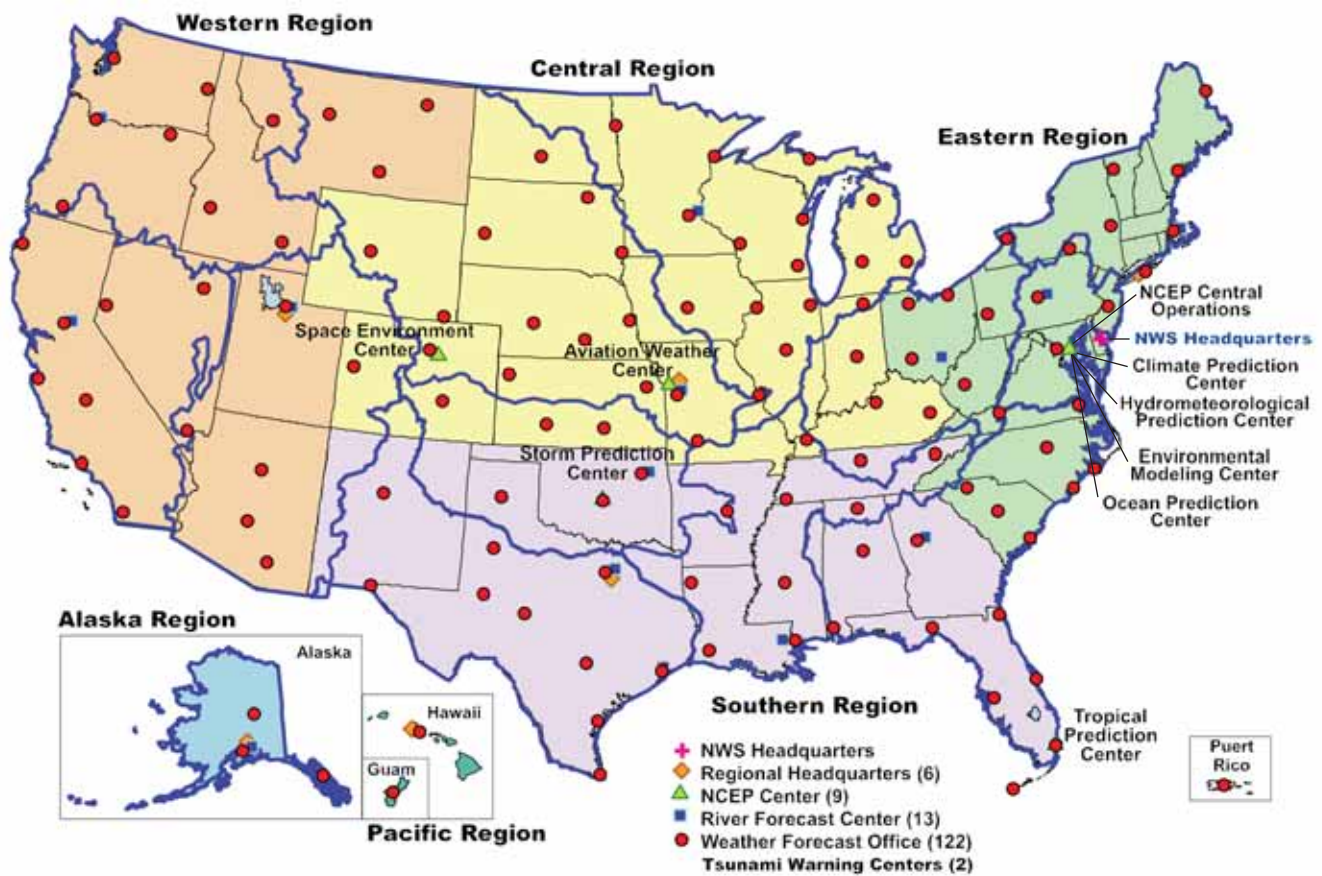 Western Region
Central Region
Eastern Region
NCEP Central
Operations
NWS Headquarters
Climate Prediction
Center
Hydrometeorological
Prediction Center
Environmental
Modeling Center
Ocean Prediction
Center
Space Environment
Center
Aviation Weather
Center
Storm Prediction
Center
Alaska Region
Alaska
Hawaii
Guam
Pacific Region
Southern Region
NWS Headquarters
Regional Headquarters (6)
NCEP Center (9)
River Forecast Center (13)
Weather Forecast Office (122)
Tsunami Warning Centers (2)
Tropical
Prediction
Center
Puert
Rico